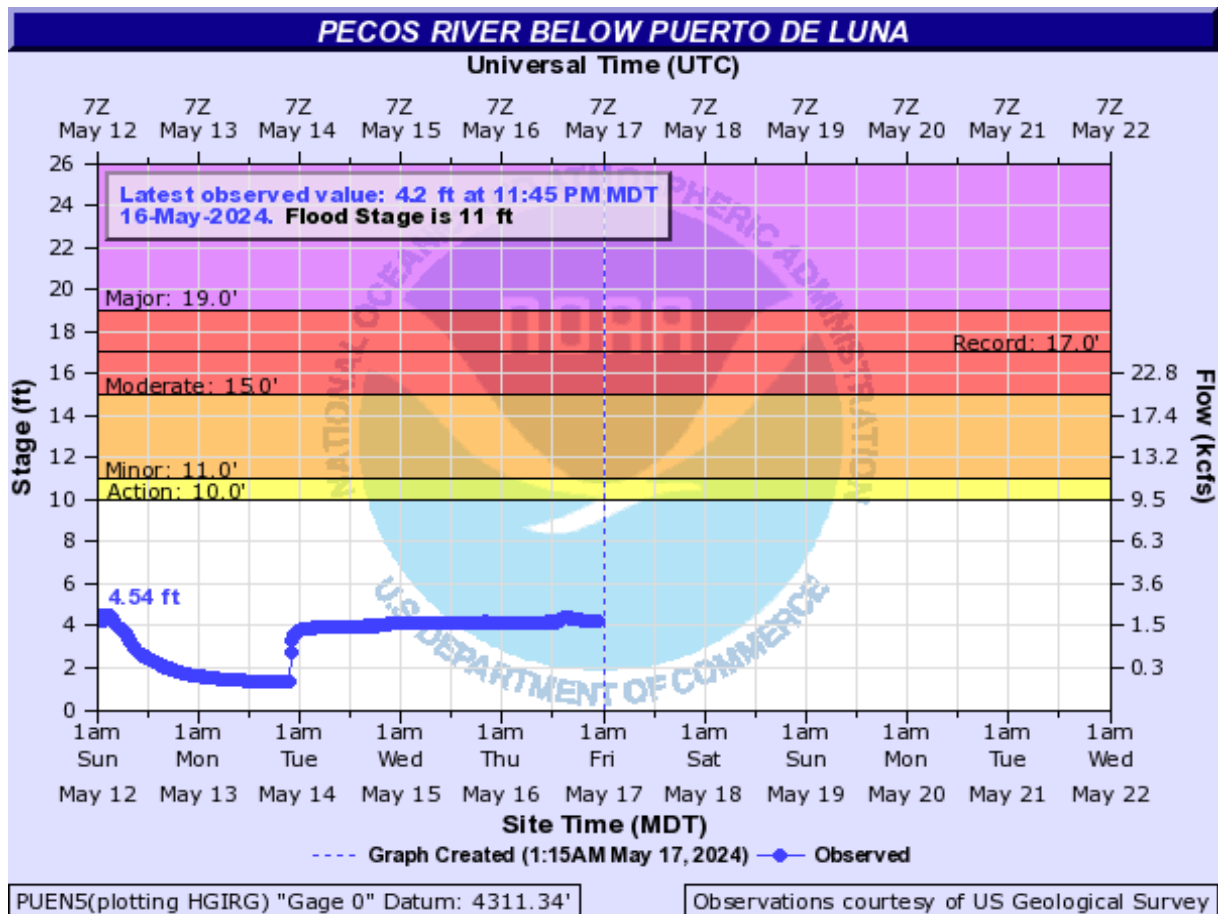 PECOS RIVER BELOW PUERTO DE LUNA
Universal Time (UTC)
7Z 7Z 7Z 7Z 7Z 7Z 7Z 7Z 7Z 7Z 7Z
May 12 May 13 May 14 May 15 May 16 May 17 May 18 May 19 May 20 May 21 May 22
Latest observed value: 4.2 ft at 11:45 PM MDT
16-May-2024. Flood Stage is 11 ft
NATIONAL OCEANIC AND ATMOSPHERIC ADMINISTRATION
NOAA
U.S DEPARTMENT OF COMMERCE
Stage (ft)
26
24
22
20
18
16
14
12
10
8
6
4
2
0
Major: 19.0'
Record: 17.0'
Moderate: 15.0'
Minor: 11.0'
Action: 10.0'
4.54 ft
22.8
17.4
13.2
9.5
6.3
3.6
1.5
0.3
Flow (kcfs)
1am 1am 1am 1am 1am 1am 1am 1am 1am 1am 1am
Sun Mon Tue Wed Thu Fri Sat Sun Mon Tue Wed
May 12 May 13 May 14 May 15 May 16 May 17 May 18 May 19 May 20 May 21 May 22
Site Time (MDT)
Graph Created (1:15AM May 17, 2024) Observed
PUEN5(plotting HGIRG) "Gage 0" Datum: 4311.34'
Observations courtesy of US Geological Survey